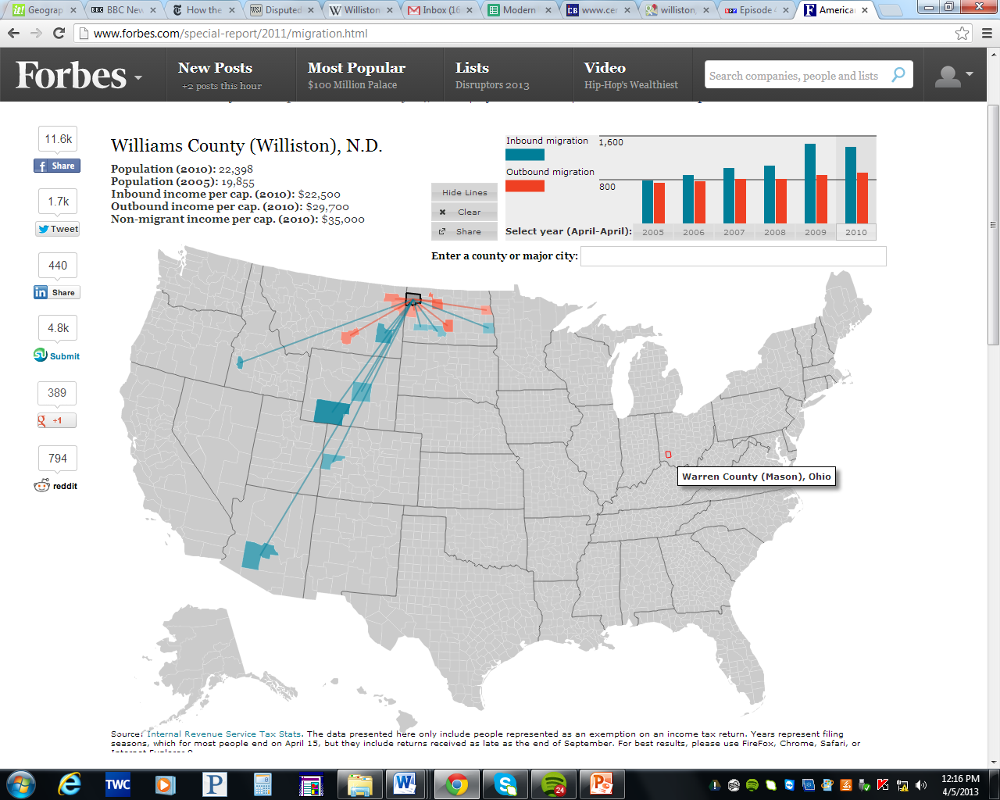 Geograp
BBC BBC New
How the
WSJ Disputed
W Williston
Inbox (16
Modern
CB www.cer
williston,
Episode
America
www.forbes.com/special-report/2011/migration.html
Forbes
New Posts
+2 posts this hour
Most Popular
$100 Million Palace
Lists
Disruptors 2013
Video
Hip-Hop's Wealthiest
Search companies, people and lists
11.6k
Share
1.7k
Tweet
440
Share
4.8k
Submit
389
+1
794
reddit
Williams County (Williston), N.D.
Population (2010): 22,398
Population (2005): 19,855
Inbound income per cap. (2010): $22,500
Outbound income per cap. (2010): $29,700
Non-migrant income per cap. (2010): $35,000
Hide Lines
Clear
Share
Inbound migration
Outbound migration
1,600
800
Select year (April-April): 2005 2006 2007 2008 2009 2010
Enter a county or major city:
Warren County (Mason), Ohio
Source: Internal Revenue Service Tax Stats. The data presented here only include people represented as an exemption on an income tax return. Years represent filing
seasons, which for most people end on April 15, but they include returns received as late as the end of September. For best results, please use FireFox, Chrome, Safari, or
TWC
24
12:16 PM
4/5/2013